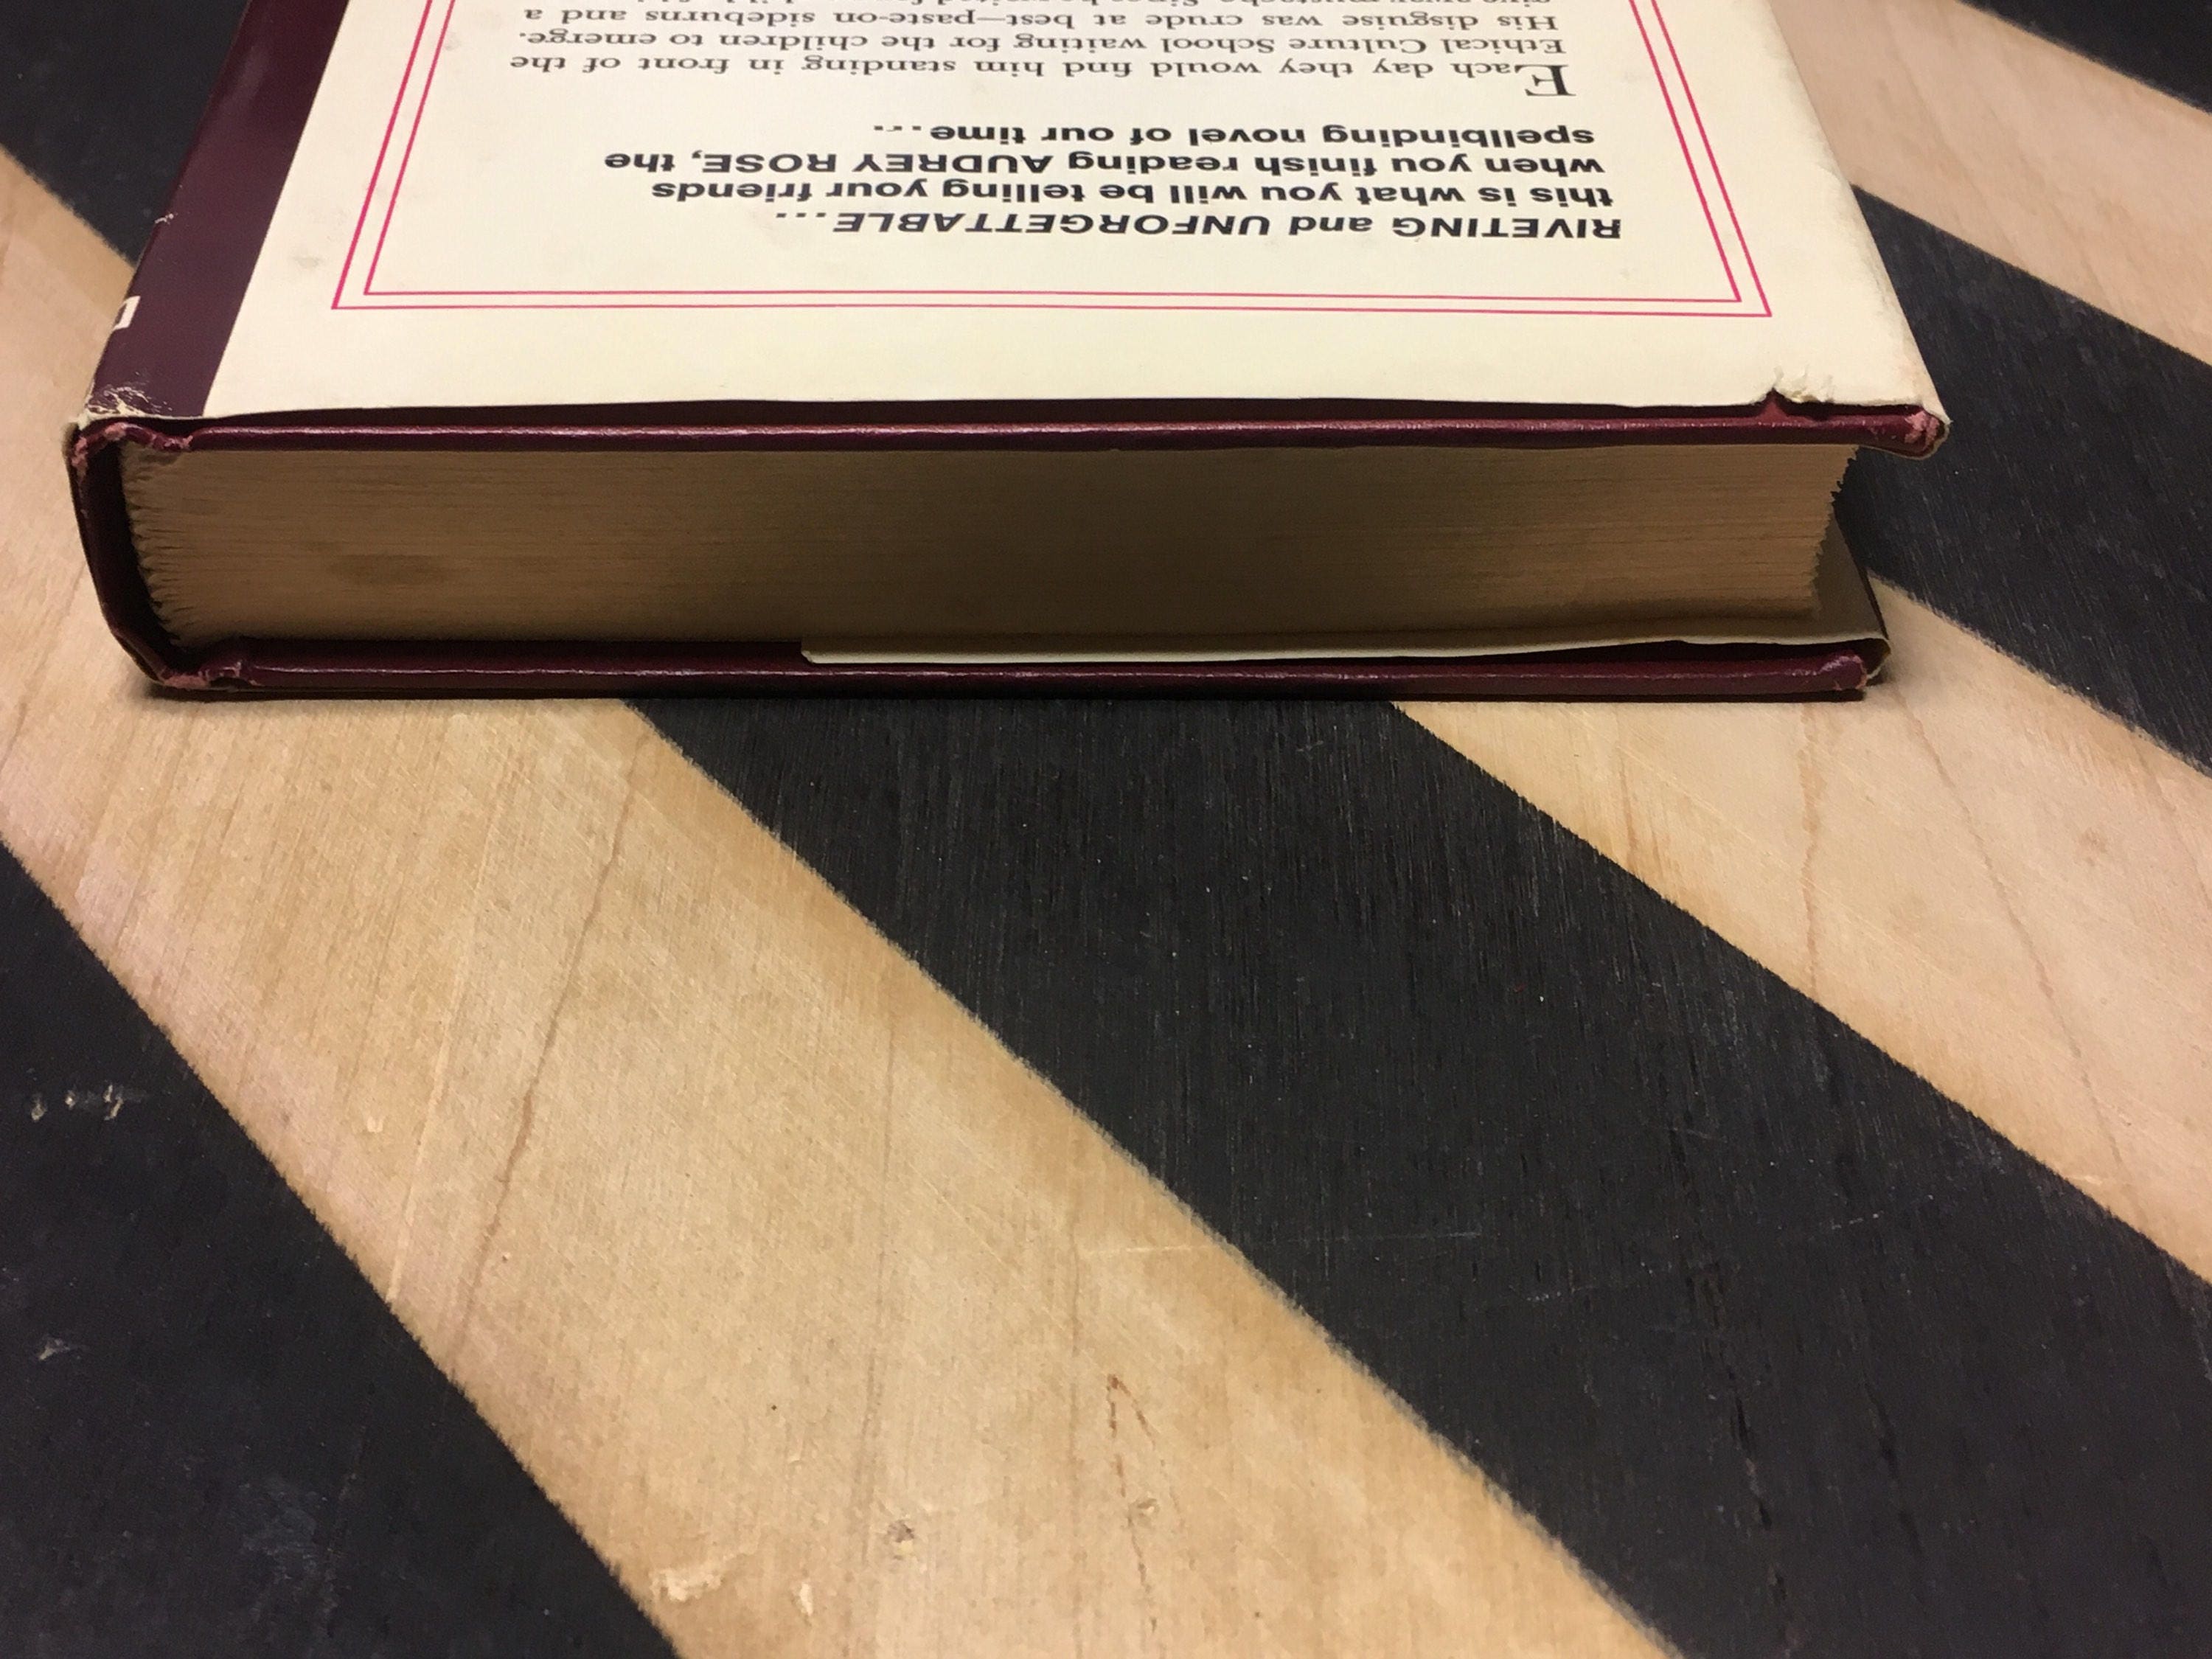 RIVETING and UNFORGETTABLE...
this is what you will be telling your friends
when you finish reading AUDREY ROSE, the
spellbinding novel of our time...
Each day they would find him standing in front of the
Ethical Culture School waiting for the children to emerge.
His disguise was crude at best—paste-on sideburns and a